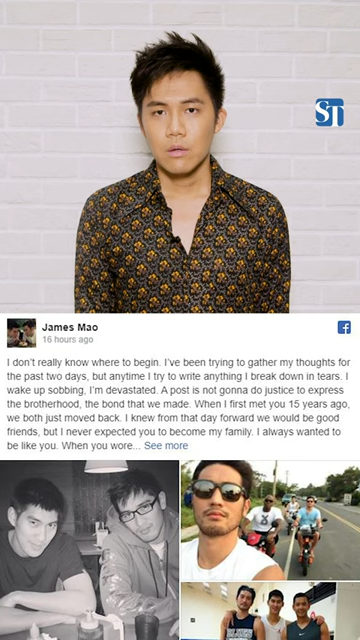 ST
James Mao
16 hours ago
I don't really know where to begin. I've been trying to gather my thoughts for
the past two days, but anytime I try to write anything I break down in tears. I
wake up sobbing, I'm devastated. A post is not gonna do justice to express
the brotherhood, the bond that we made. When I first met you 15 years ago,
we both just moved back. I knew from that day forward we would be good
friends, but I never expected you to become my family. I always wanted to
be like you. When you wore... See more